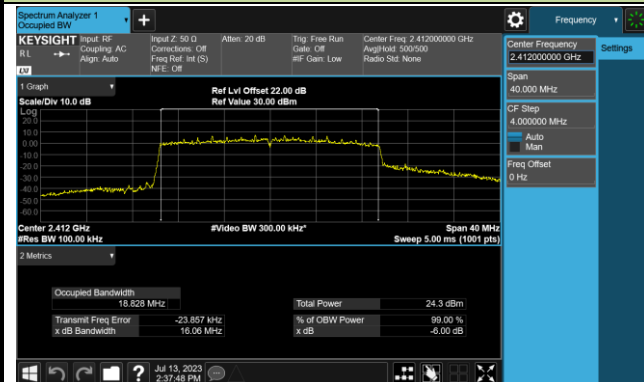 Spectrum Analyzer 1
Occupied BW
+
Frequency
KEYSIGHT
RL
LXI
Input: RF
Coupling: AC
Align: Auto
Input Z: 50 Ω
Corrections: Off
Freq Ref: Int (S)
NFE: Off
Atten: 20 dB
Trig: Free Run
Gate: Off
#IF Gain: Low
Center Freq: 2.412000000 GHz
Avg|Hold: 500/500
Radio Std: None
Center Frequency
2.412000000 GHz
Settings
Span
40.000 MHz
CF Step
4.000000 MHz
Auto
Man
Freq Offset
0 Hz
1 Graph
Scale/Div 10.0 dB
Ref Lvl Offset 22.00 dB
Ref Value 30.00 dBm
Log
20.0
10.0
0.00
-10.0
-20.0
-30.0
-40.0
-50.0
-60.0
Center 2.412 GHz
#Res BW 100.00 kHz
#Video BW 300.00 kHz*
Span 40 MHz
Sweep 5.00 ms (1001 pts)
2 Metrics
Occupied Bandwidth
18.828 MHz
Total Power 24.3 dBm
Transmit Freq Error -23.857 kHz
% of OBW Power 99.00 %
x dB Bandwidth 16.06 MHz
x dB -6.00 dB
?
Jul 13, 2023
2:37:48 PM